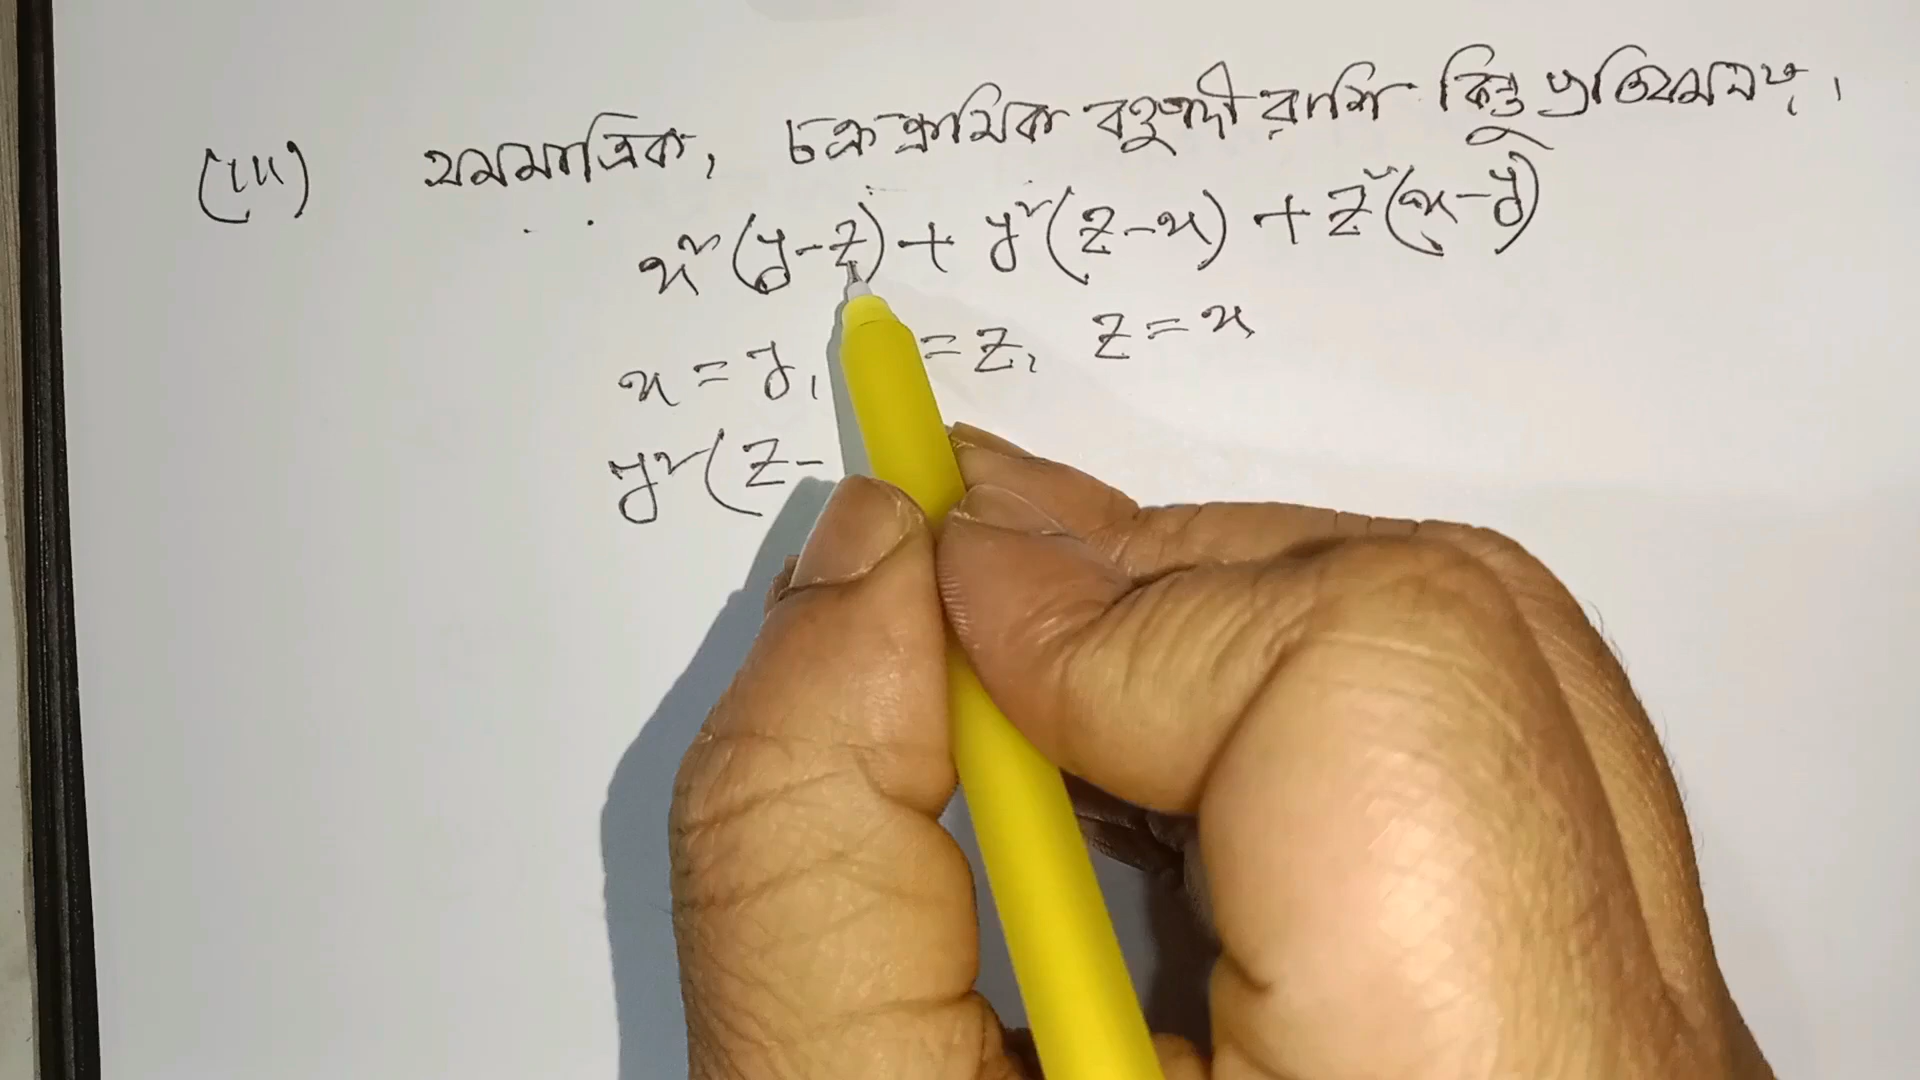 (iii) সমমাত্রিক, চক্রক্রমিক বহুপদী রাশি কিন্তু প্রতিসম নয়।
x²(y-z) + y²(z-x) + z²(x-y)
x = y, = z, z = x
y²(z-